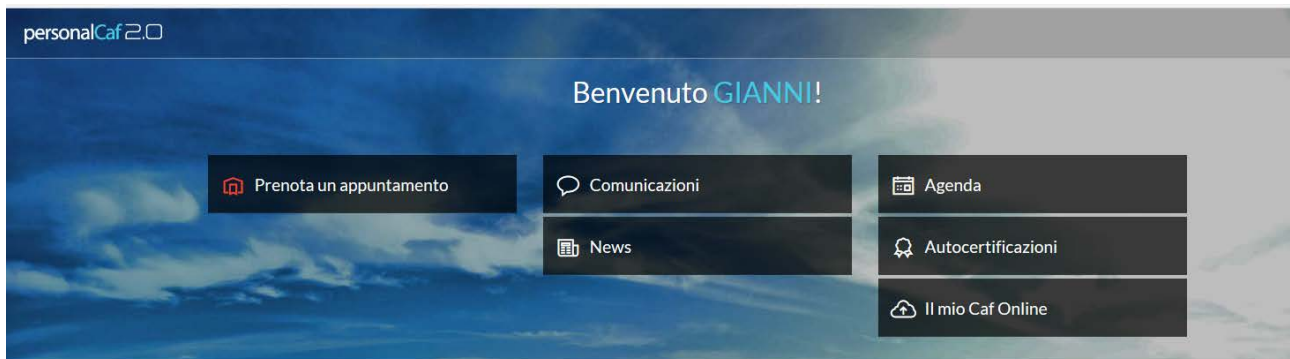 personalCaf 2.0
Benvenuto GIANNI!
Prenota un appuntamento
Comunicazioni
Agenda
News
Autocertificazioni
Il mio Caf Online